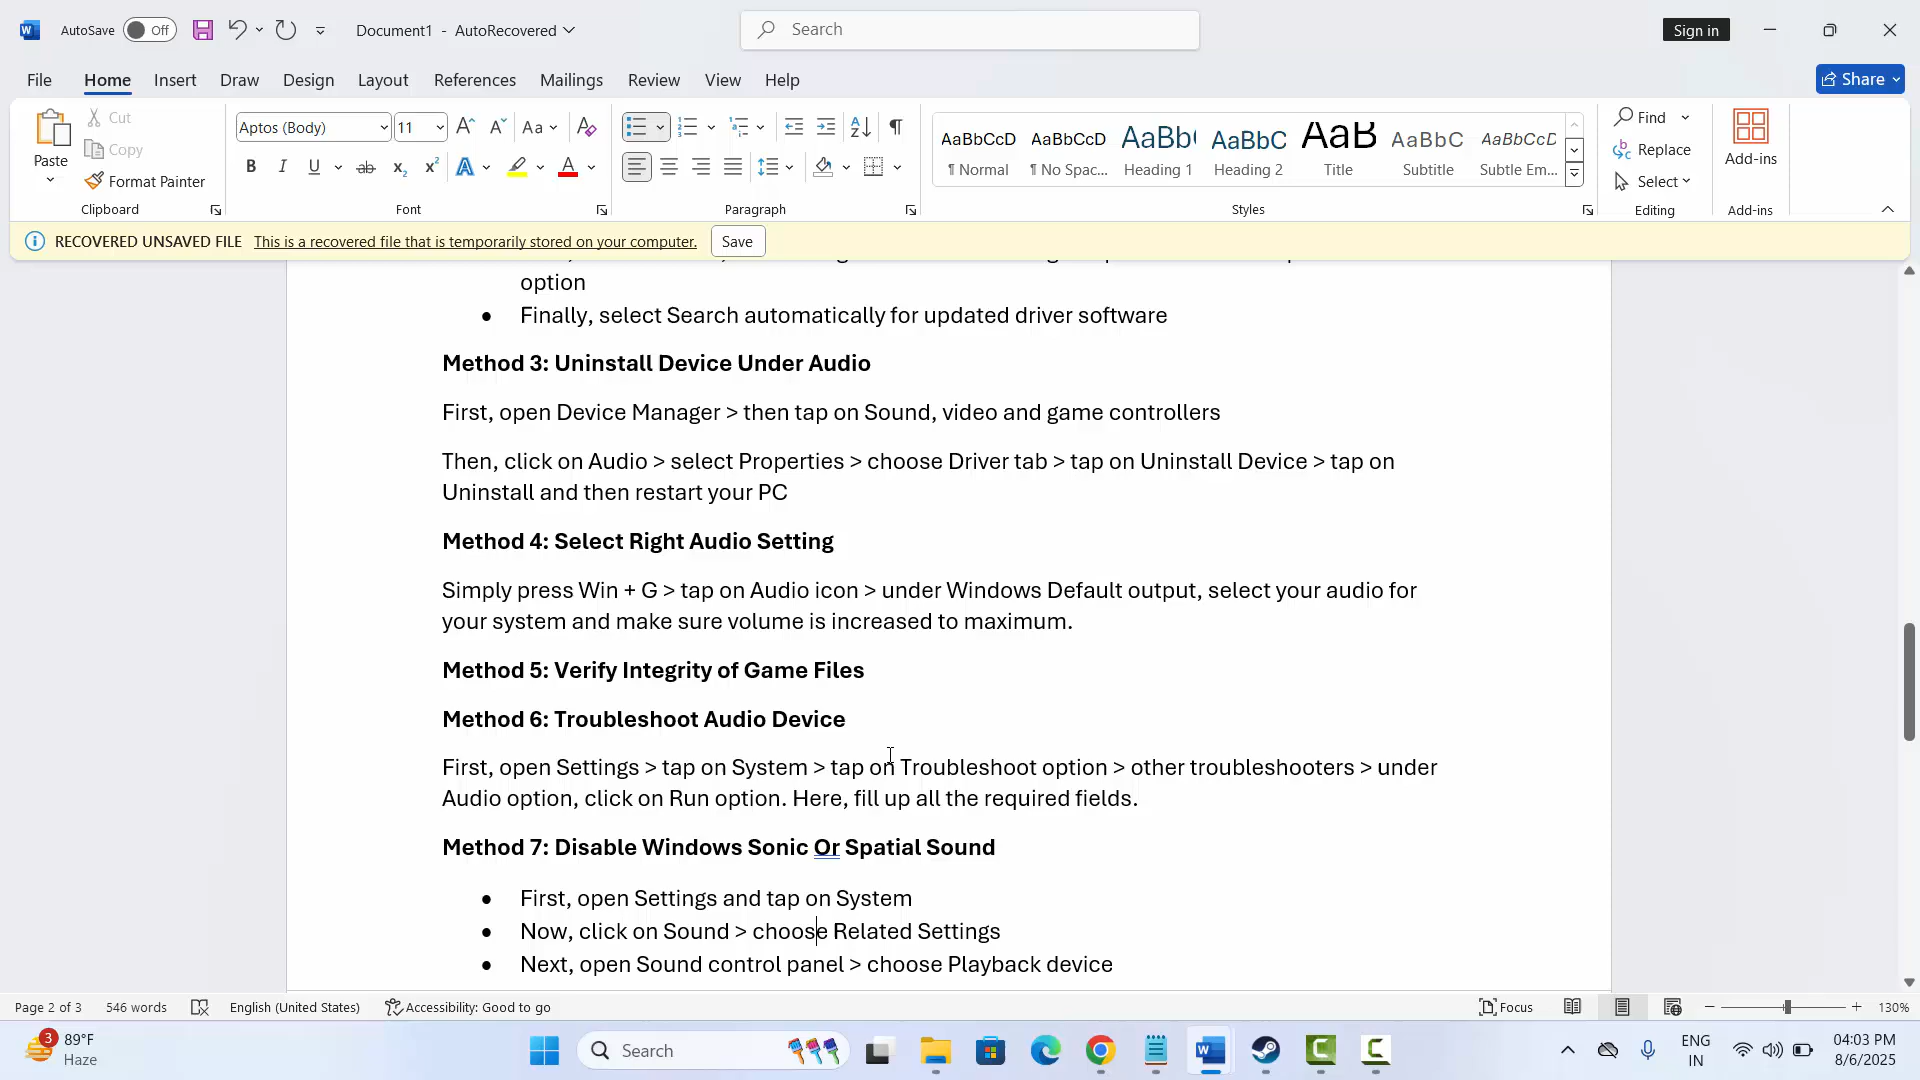 AutoSave Off Document1 - AutoRecovered Search Sign in
File Home Insert Draw Design Layout References Mailings Review View Help Share
Paste Cut Copy Format Painter
Clipboard
Aptos (Body) 11
Font
Paragraph
AaBbCcD AaBbCcD AaBb( AaBbC AaB AaBbC AaBbCcD
¶ Normal ¶ No Spac... Heading 1 Heading 2 Title Subtitle Subtle Em...
Styles
Find
Replace
Select
Editing
Add-ins
Add-ins
RECOVERED UNSAVED FILE This is a recovered file that is temporarily stored on your computer. Save
option
• Finally, select Search automatically for updated driver software
Method 3: Uninstall Device Under Audio
First, open Device Manager > then tap on Sound, video and game controllers
Then, click on Audio > select Properties > choose Driver tab > tap on Uninstall Device > tap on
Uninstall and then restart your PC
Method 4: Select Right Audio Setting
Simply press Win + G > tap on Audio icon > under Windows Default output, select your audio for
your system and make sure volume is increased to maximum.
Method 5: Verify Integrity of Game Files
Method 6: Troubleshoot Audio Device
First, open Settings > tap on System > tap on Troubleshoot option > other troubleshooters > under
Audio option, click on Run option. Here, fill up all the required fields.
Method 7: Disable Windows Sonic Or Spatial Sound
• First, open Settings and tap on System
• Now, click on Sound > choose Related Settings
• Next, open Sound control panel > choose Playback device
Page 2 of 3 546 words English (United States) Accessibility: Good to go Focus 130%
3 89°F
Haze
Search
ENG
IN
04:03 PM
8/6/2025